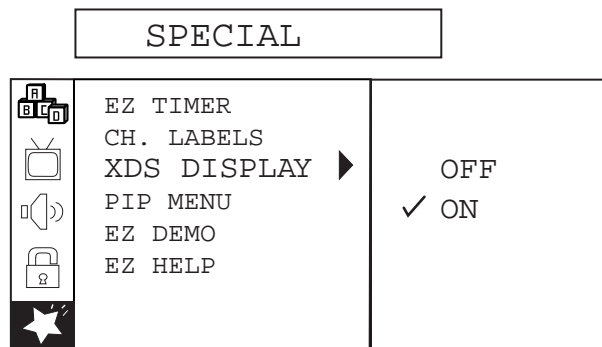 SPECIAL
A
B C D
EZ TIMER
CH. LABELS
XDS DISPLAY
PIP MENU
EZ DEMO
EZ HELP
OFF
ON